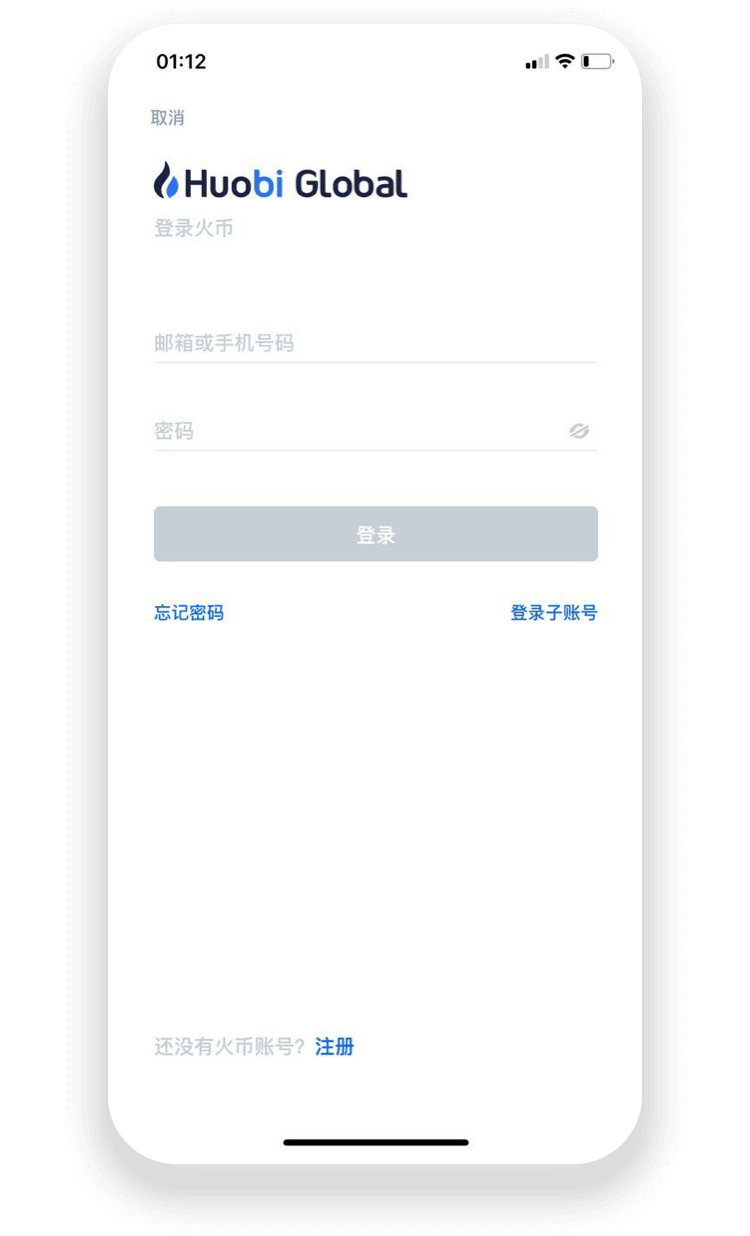 01:12
取消
Huobi Global
登录火币
邮箱或手机号码
密码
登录
忘记密码 登录子账号
还没有火币账号? 注册